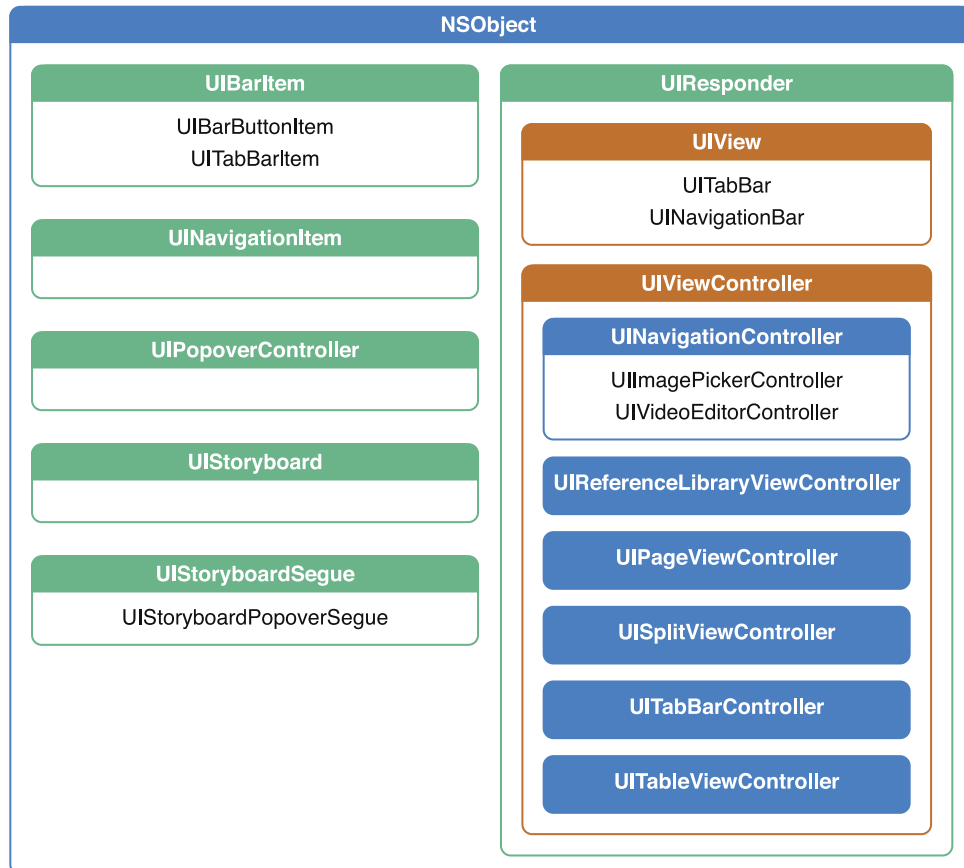 NSObject
UIBarItem
UIBarButtonItem
UITabBarItem
UINavigationItem
UIPopoverController
UIStoryboard
UIStoryboardSegue
UIStoryboardPopoverSegue
UIResponder
UIView
UITabBar
UINavigationBar
UIViewController
UINavigationController
UIImagePickerController
UIVideoEditorController
UIReferenceLibraryViewController
UIPageViewController
UISplitViewController
UITabBarController
UITableViewController